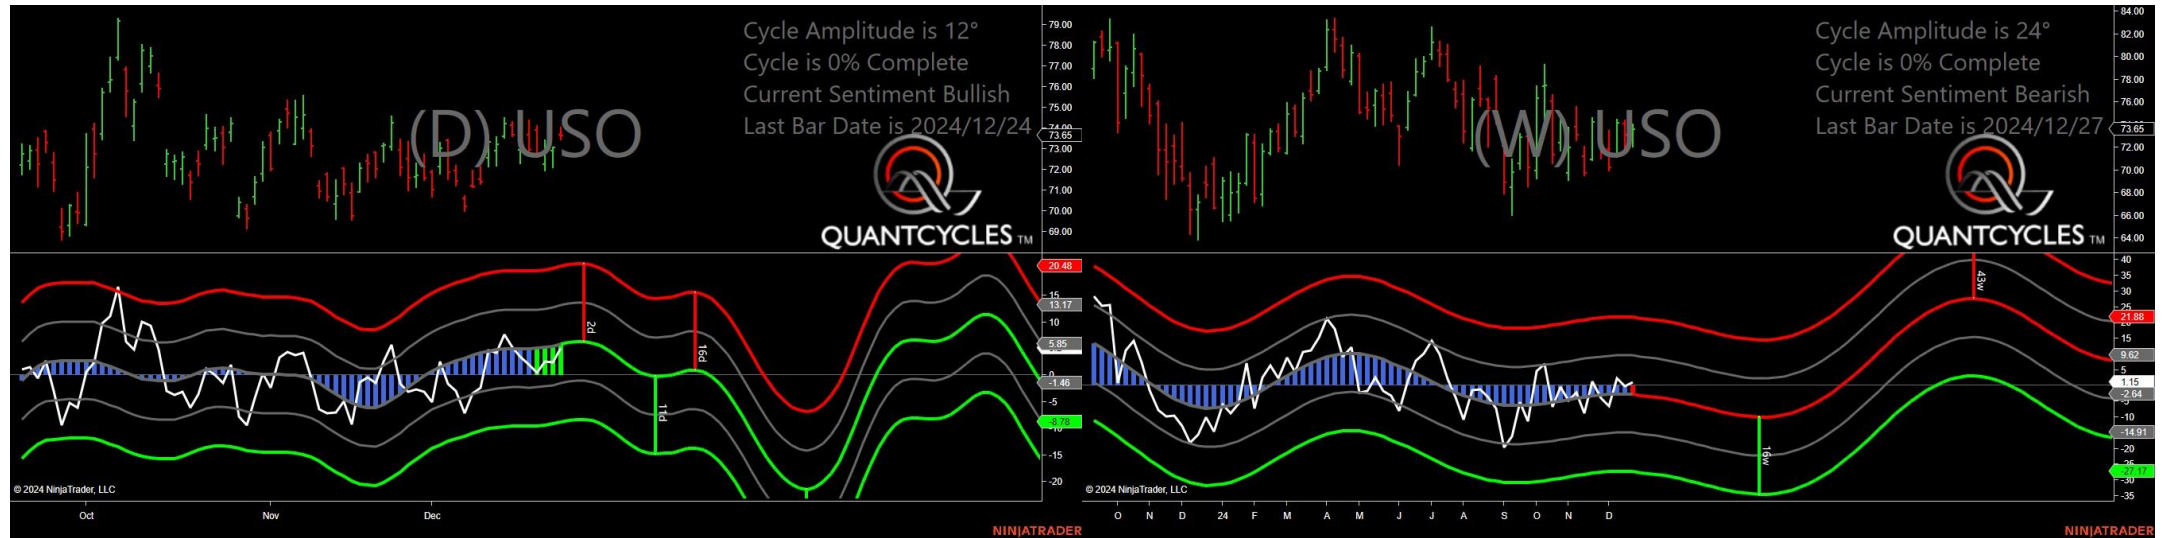 Cycle Amplitude is 12°
Cycle is 0% Complete
Current Sentiment Bullish
Last Bar Date is 2024/12/24
(D) USO
QUANTCYCLES TM
79.00
78.00
77.00
76.00
75.00
74.00
73.65
73.00
72.00
71.00
70.00
69.00
20.48
15
13.17
10
5.85
0
-1.46
-5
-8.78
-15
-20
2d
16d
11d
© 2024 NinjaTrader, LLC
Oct Nov Dec
NINJATRADER
Cycle Amplitude is 24°
Cycle is 0% Complete
Current Sentiment Bearish
Last Bar Date is 2024/12/27
(W) USO
QUANTCYCLES TM
84.00
82.00
80.00
78.00
76.00
73.65
72.00
70.00
68.00
66.00
64.00
40
35
30
25
21.88
15
9.62
5
1.15
-2.64
-10
-14.91
-20
-27.17
-30
-35
43w
16w
© 2024 NinjaTrader, LLC
O N D 24 F M A M J J A S O N D
NINJATRADER